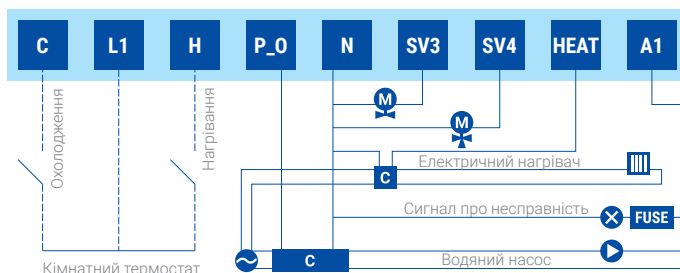 C L1 H P_O N SV3 SV4 HEAT A1
M
M
Охолодження
Нагрівання
Електричний нагрівач
C
Сигнал про несправність
FUSE
C
Водяний насос
Кімнатний термостат